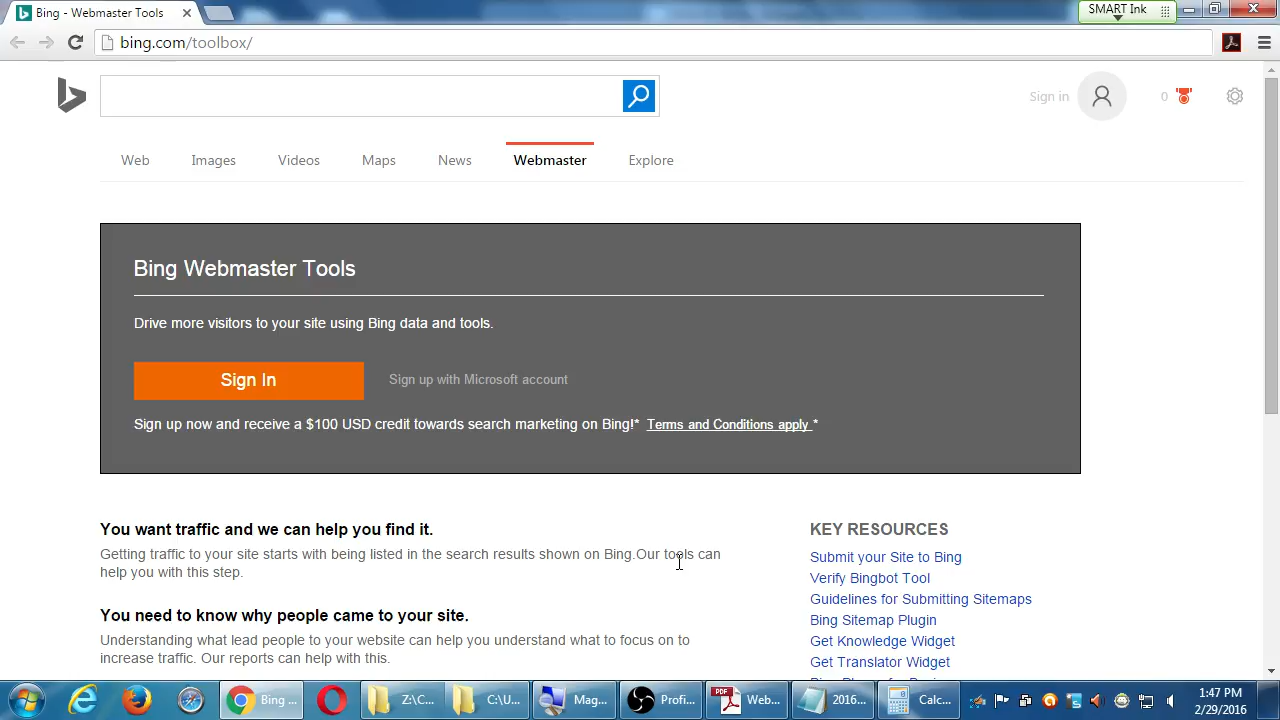 Bing - Webmaster Tools
SMART Ink
bing.com/toolbox/
Sign in
0
Web
Images
Videos
Maps
News
Webmaster
Explore
Bing Webmaster Tools
Drive more visitors to your site using Bing data and tools.
Sign In
Sign up with Microsoft account
Sign up now and receive a $100 USD credit towards search marketing on Bing!* Terms and Conditions apply *
You want traffic and we can help you find it.
Getting traffic to your site starts with being listed in the search results shown on Bing.Our tools can
help you with this step.
You need to know why people came to your site.
Understanding what lead people to your website can help you understand what to focus on to
increase traffic. Our reports can help with this.
KEY RESOURCES
Submit your Site to Bing
Verify Bingbot Tool
Guidelines for Submitting Sitemaps
Bing Sitemap Plugin
Get Knowledge Widget
Get Translator Widget
Bing ...
Z:\C...
C:\U...
Mag...
Profi...
PDF
Web...
2016...
Calc...
1:47 PM
2/29/2016